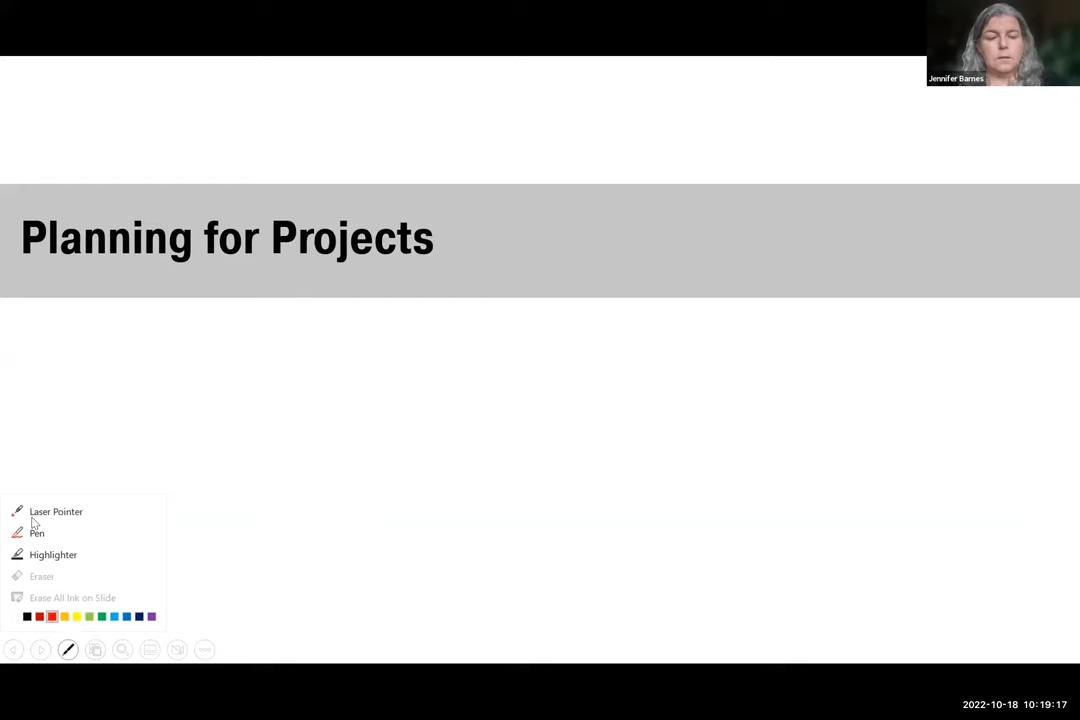 Jennifer Barnes
Planning for Projects
Laser Pointer
Pen
Highlighter
Eraser
Erase All Ink on Slide
2022-10-18 10:19:17